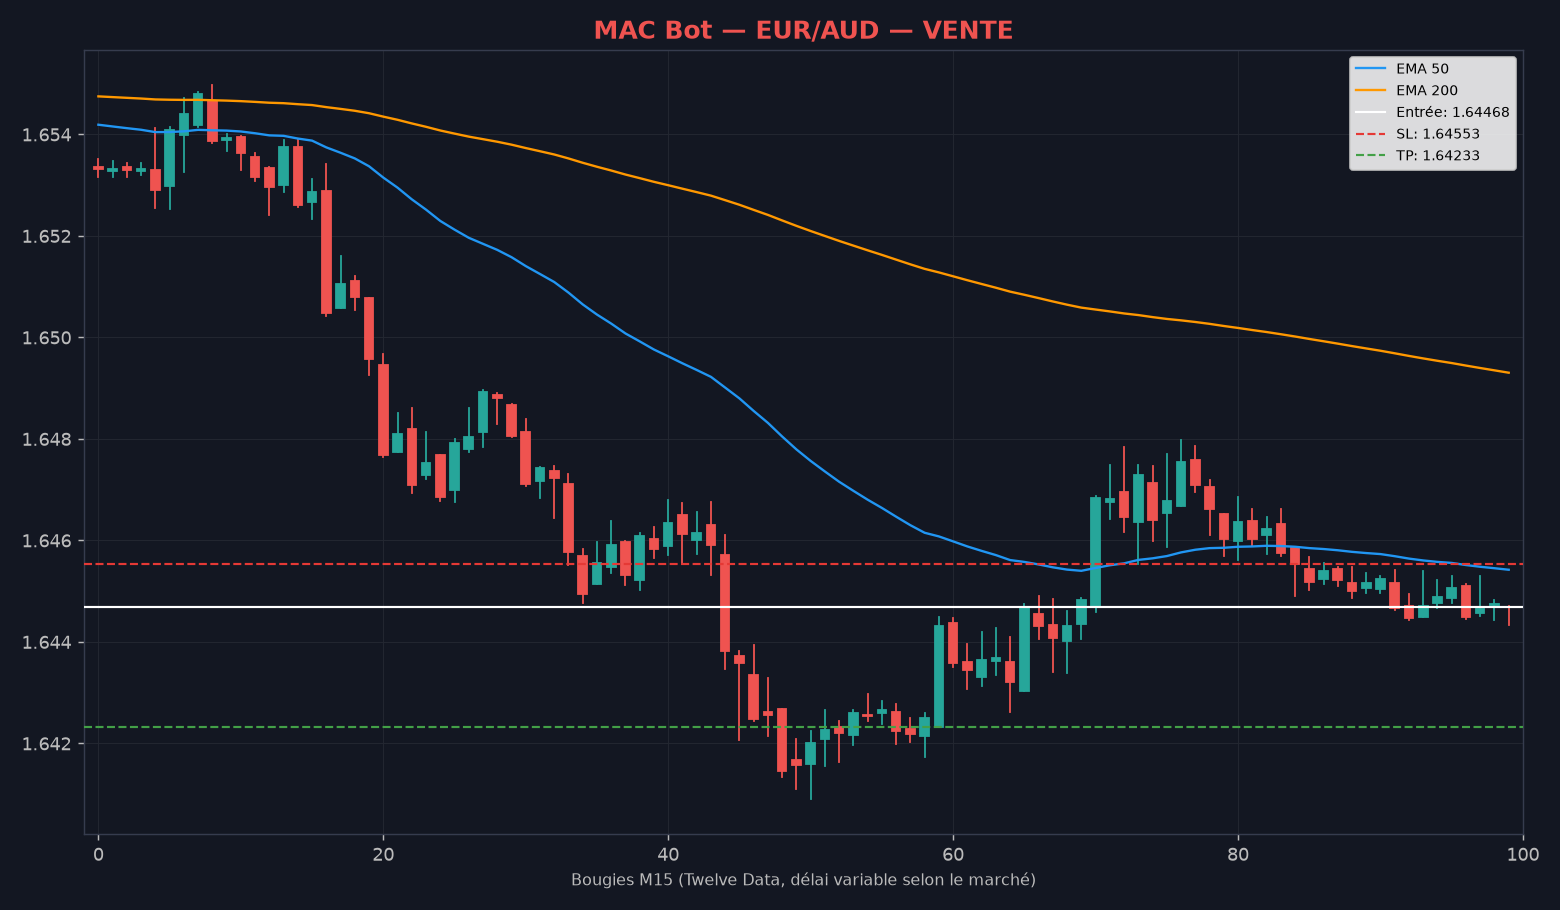 MAC Bot — EUR/AUD — VENTE
EMA 50
EMA 200
Entrée: 1.64468
SL: 1.64553
TP: 1.64233
1.654
1.652
1.650
1.648
1.646
1.644
1.642
0 20 40 60 80 100
Bougies M15 (Twelve Data, délai variable selon le marché)